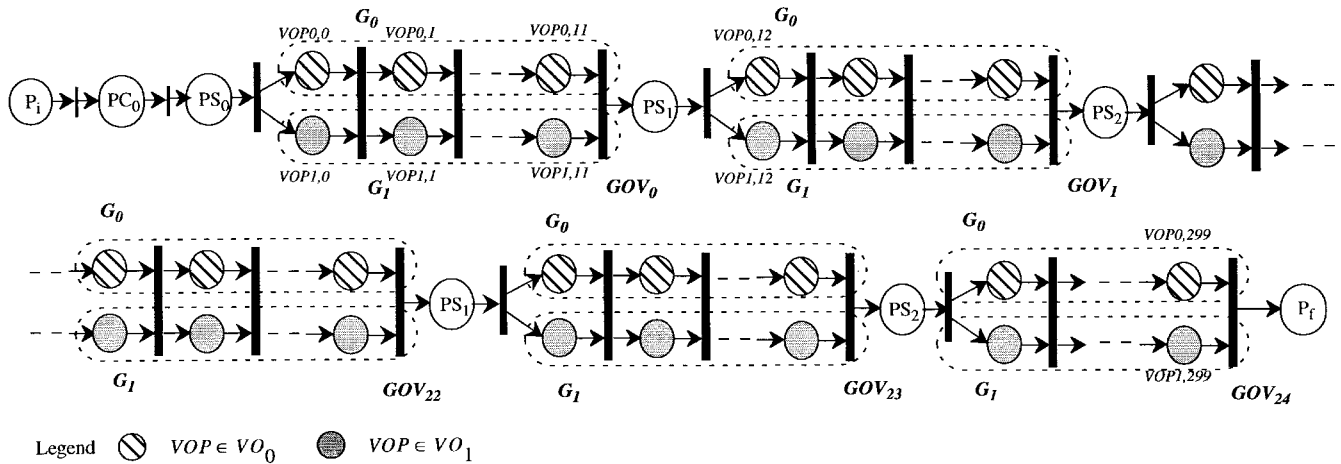 G0 G0
VOP0,0 VOP0,1 VOP0,11 VOP0,12
Pi PC0 PS0 PS1 PS2
VOP1,0 VOP1,1 VOP1,11 VOP1,12
G1 GOV0 G1 GOV1
G0 G0 G0
VOP0,299
PS1 PS2 Pf
VOP1,299
G1 GOV22 G1 GOV23 G1 GOV24
Legend VOP ∈ VO0 VOP ∈ VO1